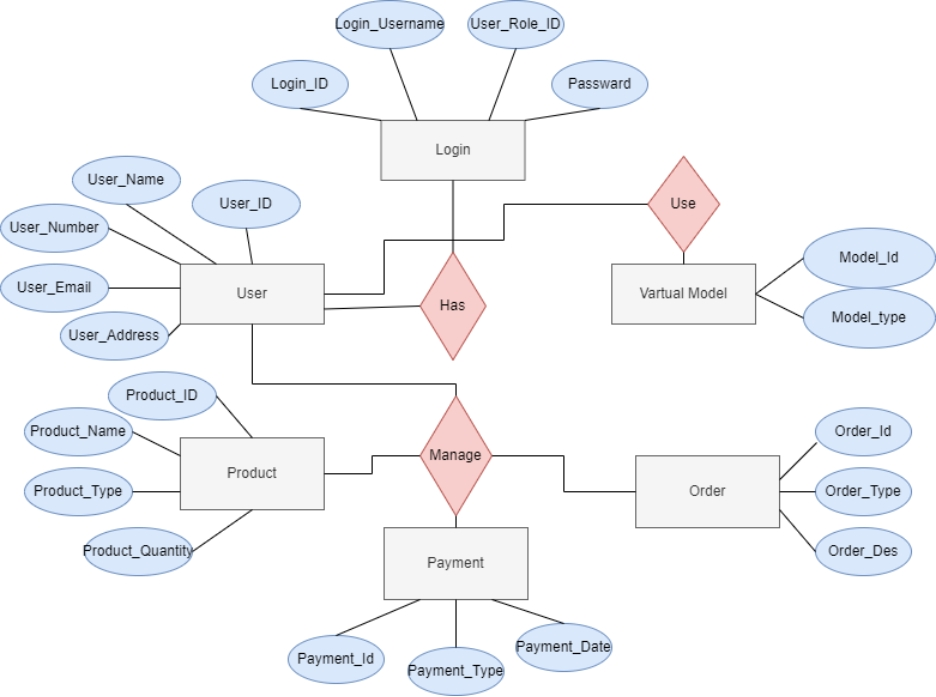 Login_Username
User_Role_ID
Login_ID
Passward
Login
User_Name
User_ID
Use
User_Number
Model_Id
User_Email
User
Has
Vartual Model
Model_type
User_Address
Product_ID
Product_Name
Order_Id
Manage
Product
Product_Type
Order
Order_Type
Product_Quantity
Order_Des
Payment
Payment_Id
Payment_Type
Payment_Date